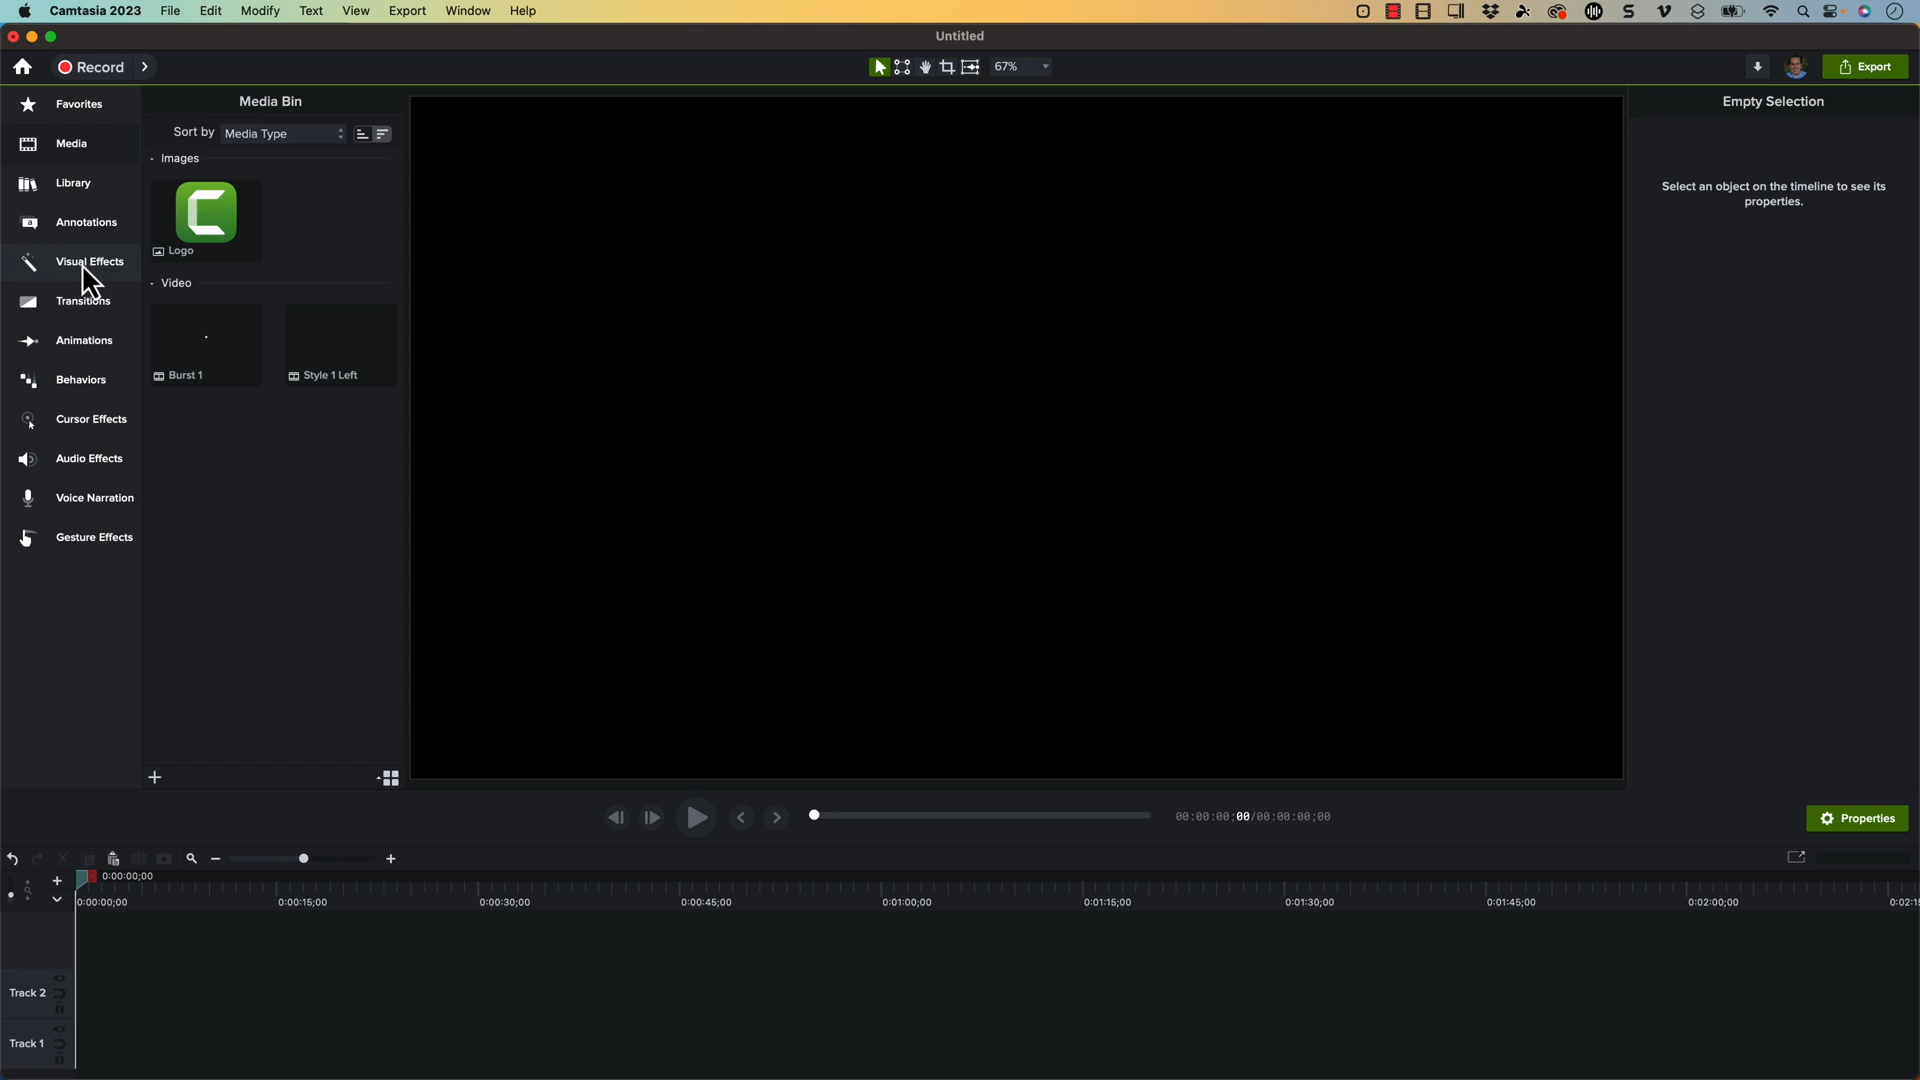 Camtasia 2023 File Edit Modify Text View Export Window Help
Untitled
Record
67%
Export
Favorites
Media
Library
Annotations
Visual Effects
Transitions
Animations
Behaviors
Cursor Effects
Audio Effects
Voice Narration
Gesture Effects
Media Bin
Sort by Media Type
- Images
Logo
- Video
Burst 1
Style 1 Left
Empty Selection
Select an object on the timeline to see its
properties.
00:00:00;00/00:00:00;00
Properties
0:00:00;00
0:00:00;00 0:00:15;00 0:00:30;00 0:00:45;00 0:01:00;00 0:01:15;00 0:01:30;00 0:01:45;00 0:02:00;00 0:02:15
Track 2
Track 1